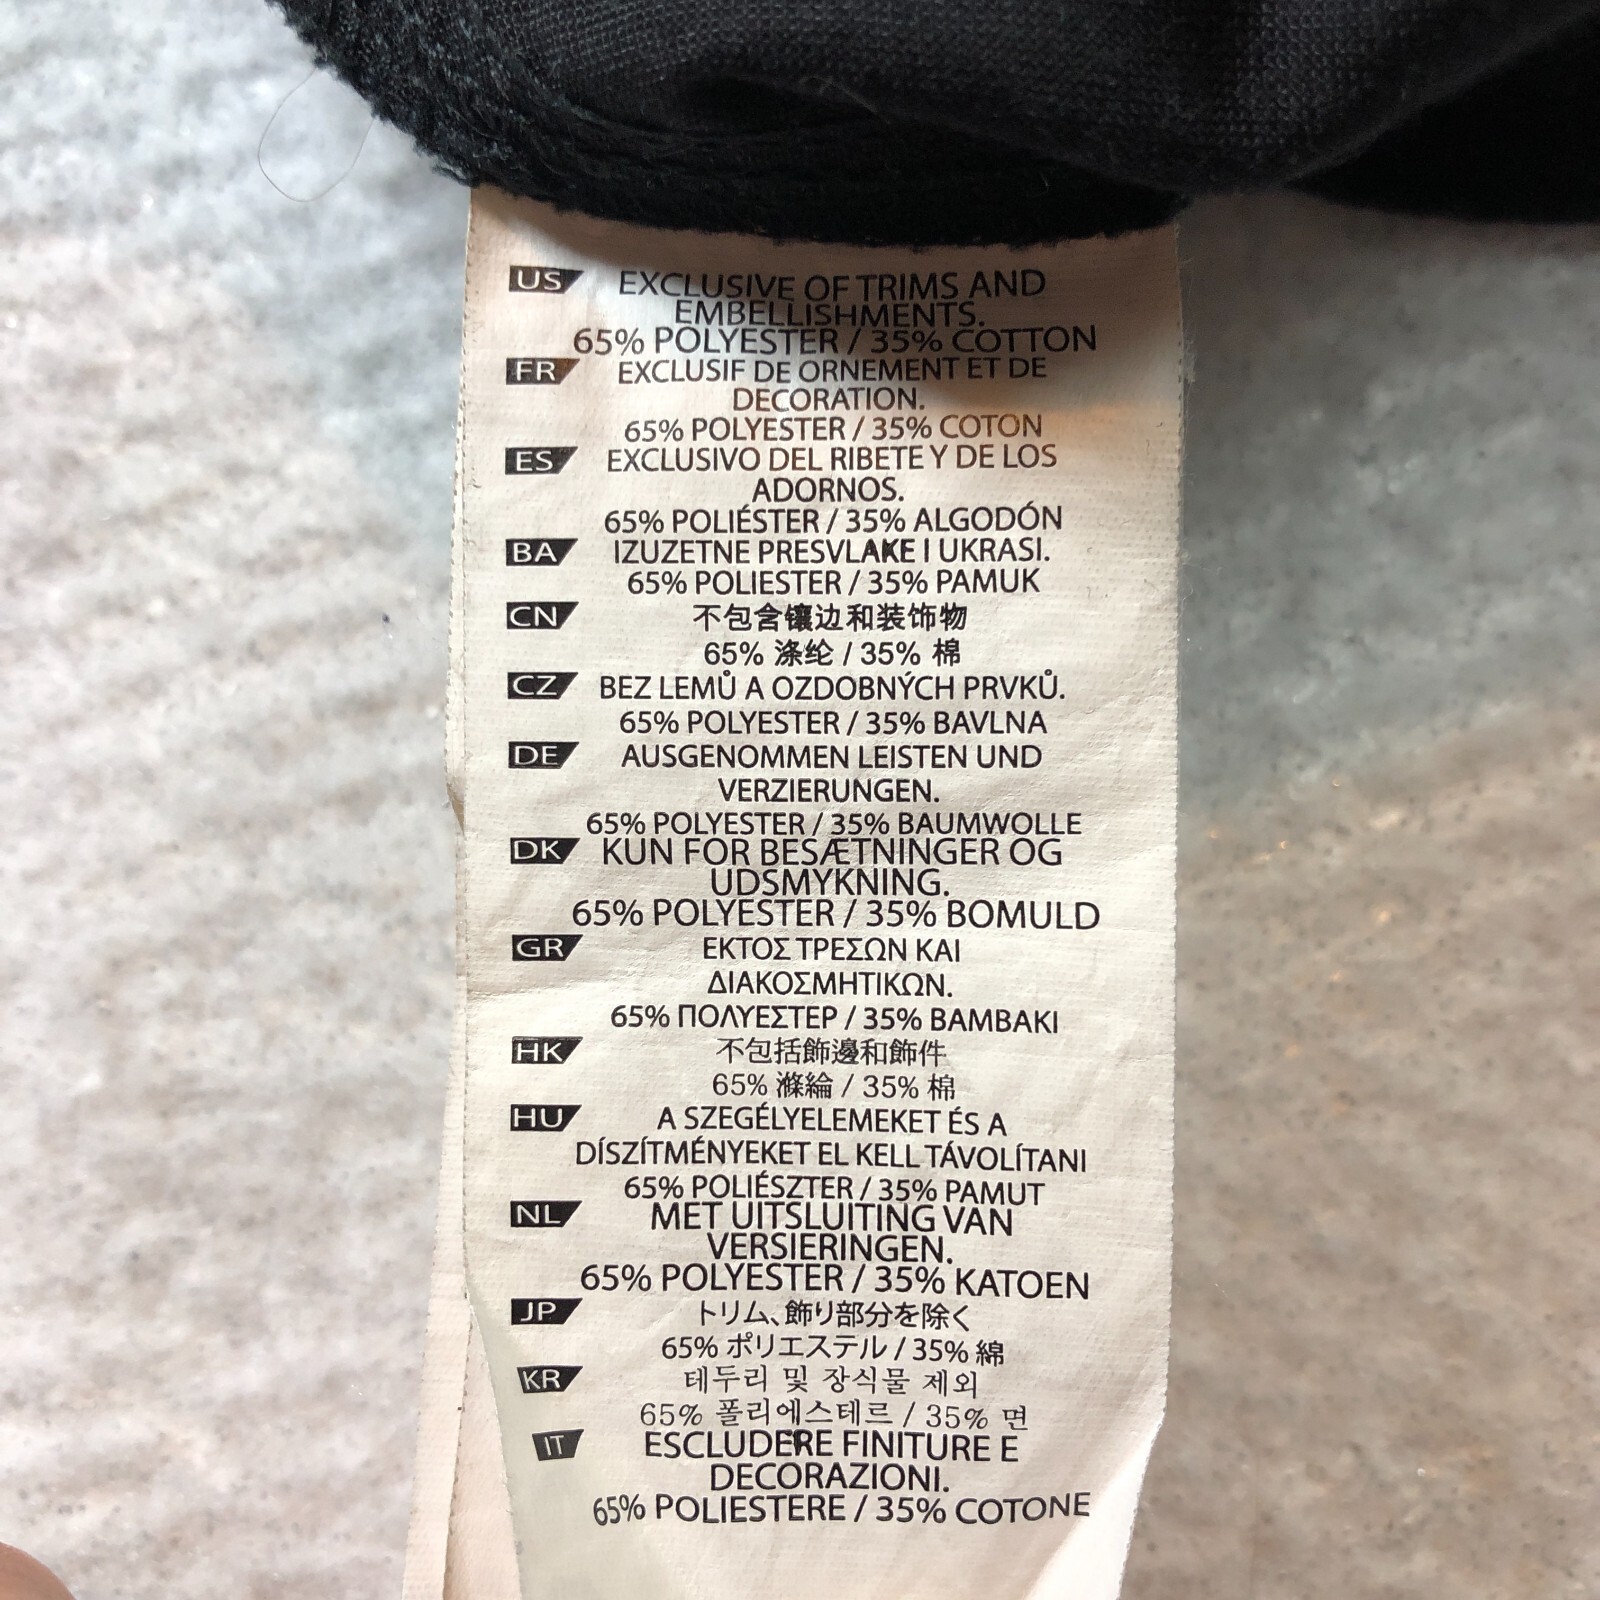 US EXCLUSIVE OF TRIMS AND
EMBELLISHMENTS.
65% POLYESTER / 35% COTTON
FR EXCLUSIF DE ORNEMENT ET DE
DECORATION.
65% POLYESTER / 35% COTON
ES EXCLUSIVO DEL RIBETE Y DE LOS
ADORNOS.
65% POLIÉSTER / 35% ALGODÓN
BA IZUZETNE PRESVLAKE I UKRASI.
65% POLIESTER / 35% PAMUK
CN 不包含镶边和装饰物
65% 涤纶 / 35% 棉
CZ BEZ LEMŮ A OZDOBNÝCH PRVKŮ.
65% POLYESTER / 35% BAVLNA
DE AUSGENOMMEN LEISTEN UND
VERZIERUNGEN.
65% POLYESTER / 35% BAUMWOLLE
DK KUN FOR BESÆTNINGER OG
UDSMYKNING.
65% POLYESTER / 35% BOMULD
GR ΕΚΤΟΣ ΤΡΕΣΩΝ ΚΑΙ
ΔΙΑΚΟΣΜΗΤΙΚΩΝ.
65% ΠΟΛΥΕΣΤΕΡ / 35% ΒΑΜΒΑΚΙ
HK 不包括飾邊和飾件
65% 滌綸 / 35% 棉
HU A SZEGÉLYELEMEKET ÉS A
DÍSZÍTMÉNYEKET EL KELL TÁVOLÍTANI
65% POLIÉSZTER / 35% PAMUT
NL MET UITSLUITING VAN
VERSIERINGEN.
65% POLYESTER / 35% KATOEN
JP トリム、飾り部分を除く
65% ポリエステル / 35% 綿
KR 테두리 및 장식물 제외
65% 폴리에스테르 / 35% 면
IT ESCLUDERE FINITURE E
DECORAZIONI.
65% POLIESTERE / 35% COTONE